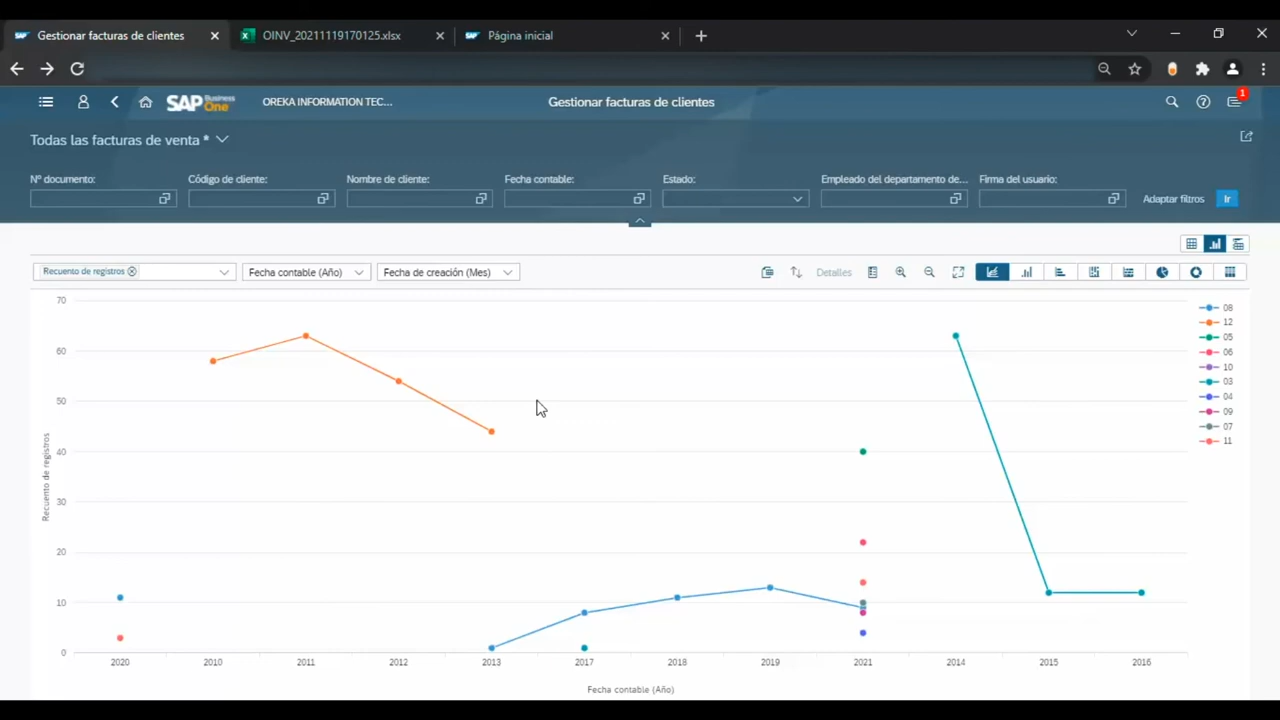 Gestionar facturas de clientes
OINV_20211119170125.xlsx
Página inicial
SAP Business One
OREKA INFORMATION TEC...
Gestionar facturas de clientes
1
Todas las facturas de venta *
Nº documento:
Código de cliente:
Nombre de cliente:
Fecha contable:
Estado:
Empleado del departamento de...
Firma del usuario:
Adaptar filtros
Ir
Recuento de registros
Fecha contable (Año)
Fecha de creación (Mes)
Detalles
70
60
50
40
30
20
10
0
Recuento de registros
2020
2010
2011
2012
2013
2017
2018
2019
2021
2014
2015
2016
Fecha contable (Año)
08
12
05
06
10
03
04
09
07
11